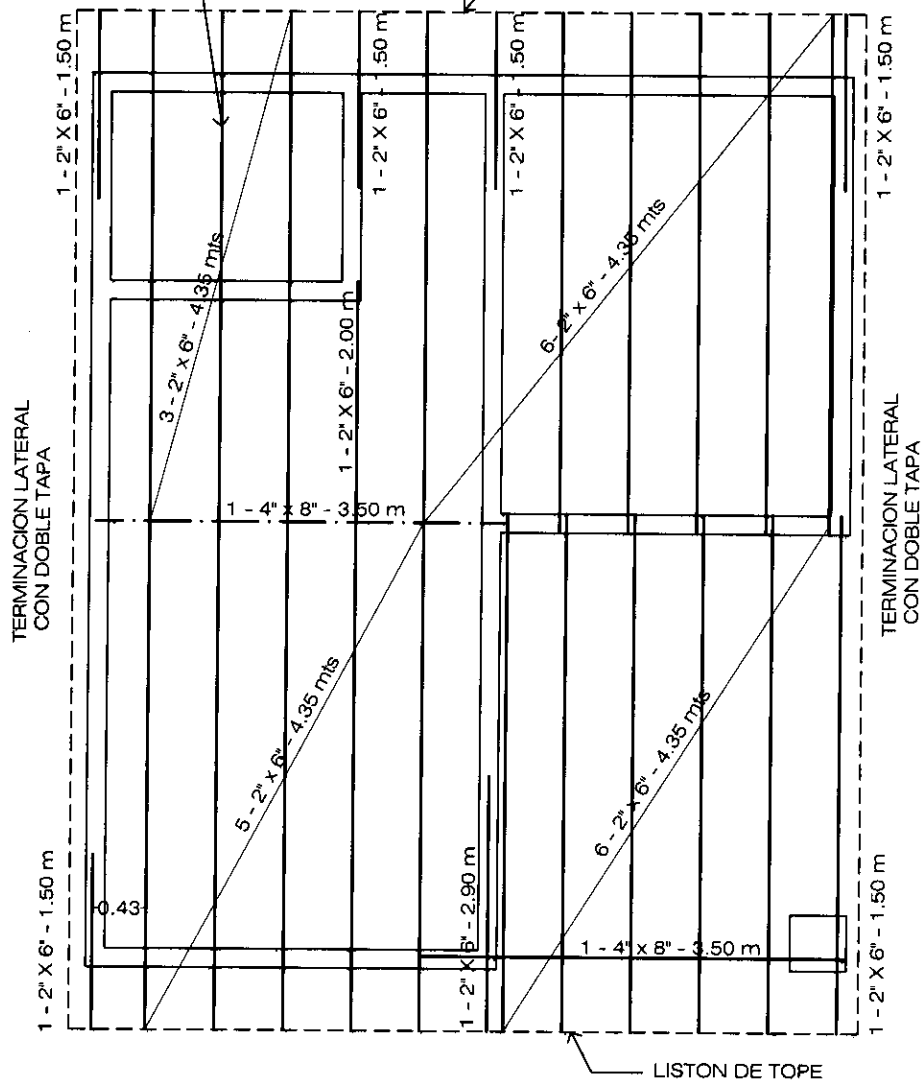 1 - 2" X 6" - 1.50 m
1 - 2" X 6" - .50 m
1 - 2" X 6" - 1.50 m
1 - 2" X 6" - 1.50 m
3 - 2" x 6" - 4.35 mts
6 - 2" x 6" - 4.35 mts
1 - 2" X 6" - 2.00 m
TERMINACION LATERAL
CON DOBLE TAPA
1 - 4" x 8" - 3.50 m
TERMINACION LATERAL
CON DOBLE TAPA
5 - 2" x 6" - 4.35 mts
6 - 2" x 6" - 4.35 mts
1 - 2" X 6" - 1.50 m
0.43
1 - 2" X 6" - 2.90 m
1 - 4" x 8" - 3.50 m
1 - 2" X 6" - 1.50 m
LISTON DE TOPE